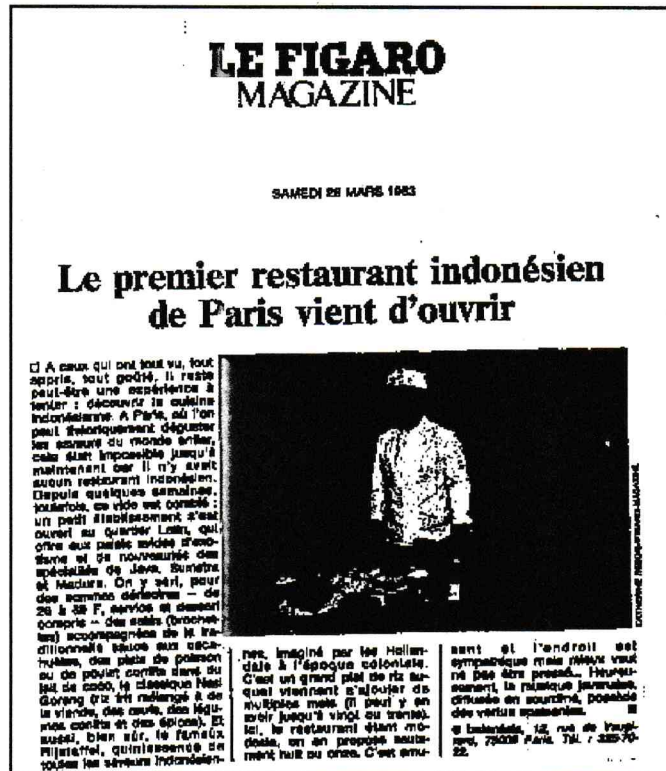 LE FIGARO
MAGAZINE
SAMEDI 26 MARS 1983
Le premier restaurant indonésien
de Paris vient d'ouvrir
□ A ceux qui ont tout vu, tout
appris, tout goûté, il reste
peut-être une expérience à
tenter : découvrir la cuisine
indonésienne. A Paris, où l'on
peut théoriquement déguster
les saveurs du monde entier,
cela était impossible jusqu'à
maintenant car il n'y avait
aucun restaurant indonésien.
Depuis quelques semaines,
toutefois, ce vide est comblé :
un petit établissement s'est
ouvert au quartier Latin, qui
offre aux palais avides d'exo-
tisme et de nouveautés des
spécialités de Java, Sumatra
et Madura. On y sert, pour
des sommes dérisoires – de
à F, service et dessert
compris – des satés (brochet-
tes) accompagnées de la tra-
ditionnelle sauce aux caca-
huètes, des plats de poisson
ou de poulet confits dans du
lait de coco, le classique Nasi
Goreng (riz frit mélangé à de
la viande, des œufs, des légu-
mes confits et des épices). Et
aussi, bien sûr, le fameux
Rijsttaffel, quintessence de
toutes les saveurs indonésien-
nes, imaginé par les Hollan-
dais à l'époque coloniale.
C'est un grand plat de riz au-
quel viennent s'ajouter de
multiples mets (il peut y en
avoir jusqu'à vingt ou trente).
Ici, le restaurant étant mo-
deste, on en propose seule-
ment huit ou onze. C'est amu-
sant et l'endroit est
sympathique mais mieux vaut
ne pas être pressé... Heureu-
sement, la musique javanaise,
diffusée en sourdine, possède
des vertus apaisantes. ■
12, rue de Vaugi-
rard, 75006 Paris. Tél. : 325-70-
22.